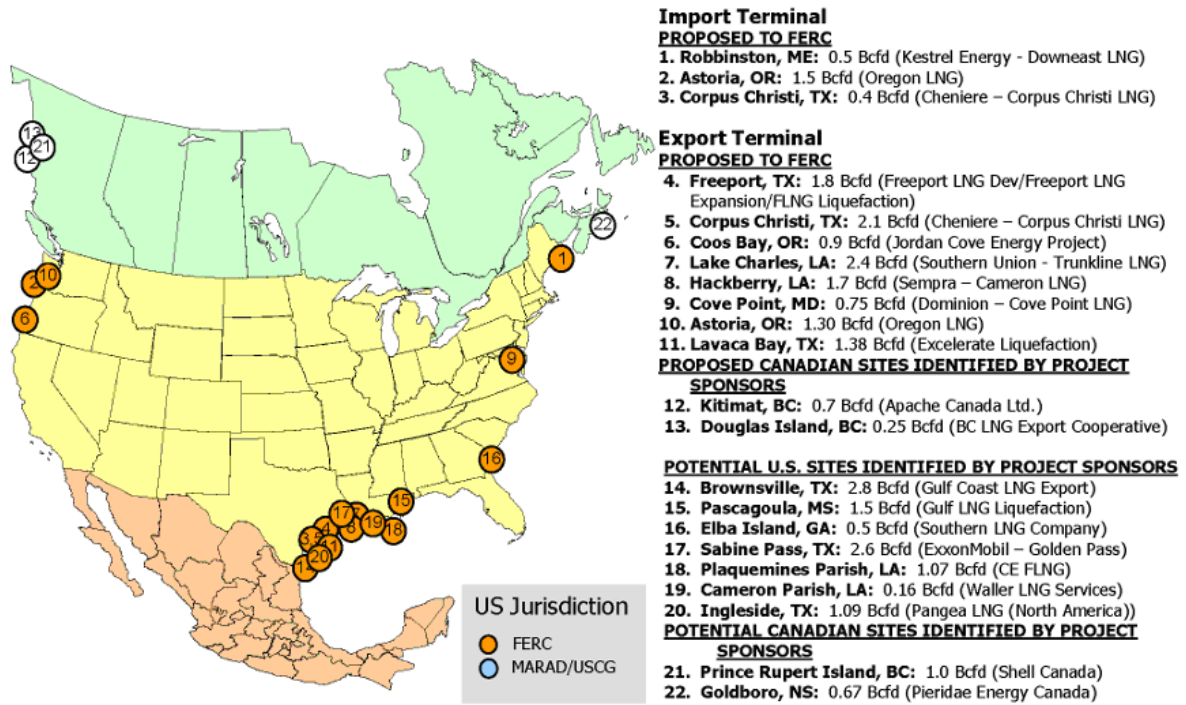 Import Terminal
PROPOSED TO FERC
1. Robbinston, ME: 0.5 Bcfd (Kestrel Energy - Downeast LNG)
2. Astoria, OR: 1.5 Bcfd (Oregon LNG)
3. Corpus Christi, TX: 0.4 Bcfd (Cheniere – Corpus Christi LNG)
Export Terminal
PROPOSED TO FERC
4. Freeport, TX: 1.8 Bcfd (Freeport LNG Dev/Freeport LNG
Expansion/FLNG Liquefaction)
5. Corpus Christi, TX: 2.1 Bcfd (Cheniere – Corpus Christi LNG)
6. Coos Bay, OR: 0.9 Bcfd (Jordan Cove Energy Project)
7. Lake Charles, LA: 2.4 Bcfd (Southern Union - Trunkline LNG)
8. Hackberry, LA: 1.7 Bcfd (Sempra – Cameron LNG)
9. Cove Point, MD: 0.75 Bcfd (Dominion – Cove Point LNG)
10. Astoria, OR: 1.30 Bcfd (Oregon LNG)
11. Lavaca Bay, TX: 1.38 Bcfd (Excelerate Liquefaction)
PROPOSED CANADIAN SITES IDENTIFIED BY PROJECT
SPONSORS
12. Kitimat, BC: 0.7 Bcfd (Apache Canada Ltd.)
13. Douglas Island, BC: 0.25 Bcfd (BC LNG Export Cooperative)
POTENTIAL U.S. SITES IDENTIFIED BY PROJECT SPONSORS
14. Brownsville, TX: 2.8 Bcfd (Gulf Coast LNG Export)
15. Pascagoula, MS: 1.5 Bcfd (Gulf LNG Liquefaction)
16. Elba Island, GA: 0.5 Bcfd (Southern LNG Company)
17. Sabine Pass, TX: 2.6 Bcfd (ExxonMobil – Golden Pass)
18. Plaquemines Parish, LA: 1.07 Bcfd (CE FLNG)
19. Cameron Parish, LA: 0.16 Bcfd (Waller LNG Services)
20. Ingleside, TX: 1.09 Bcfd (Pangea LNG (North America))
POTENTIAL CANADIAN SITES IDENTIFIED BY PROJECT
SPONSORS
21. Prince Rupert Island, BC: 1.0 Bcfd (Shell Canada)
22. Goldboro, NS: 0.67 Bcfd (Pieridae Energy Canada)
13
21
12
22
1
2
10
6
9
16
15
17
7
4
8
19
18
3,5
11
20
14
US Jurisdiction
FERC
MARAD/USCG